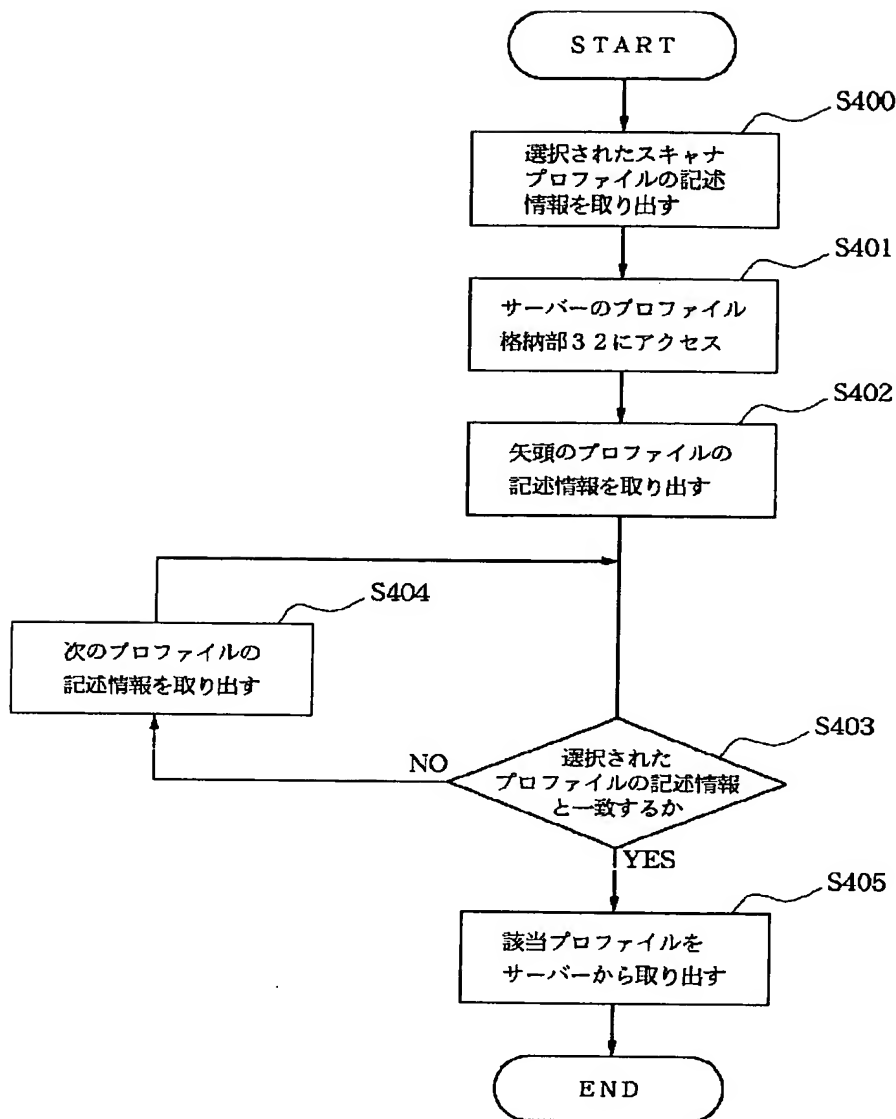 START
S400
選択されたスキャナ
プロファイルの記述
情報を取り出す
S401
サーバーのプロファイル
格納部32にアクセス
S402
矢頭のプロファイルの
記述情報を取り出す
S404
次のプロファイルの
記述情報を取り出す
S403
選択された
プロファイルの記述情報
と一致するか
NO
YES
S405
該当プロファイルを
サーバーから取り出す
END